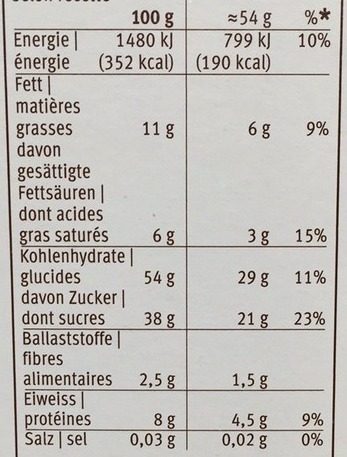 100 g ≈54 g %*
Energie | 1480 kJ 799 kJ 10%
énergie (352 kcal) (190 kcal)
Fett |
matières
grasses 11 g 6 g 9%
davon
gesättigte
Fettsäuren |
dont acides
gras saturés 6 g 3 g 15%
Kohlenhydrate |
glucides 54 g 29 g 11%
davon Zucker |
dont sucres 38 g 21 g 23%
Ballaststoffe |
fibres
alimentaires 2,5 g 1,5 g
Eiweiss |
protéines 8 g 4,5 g 9%
Salz | sel 0,03 g 0,02 g 0%